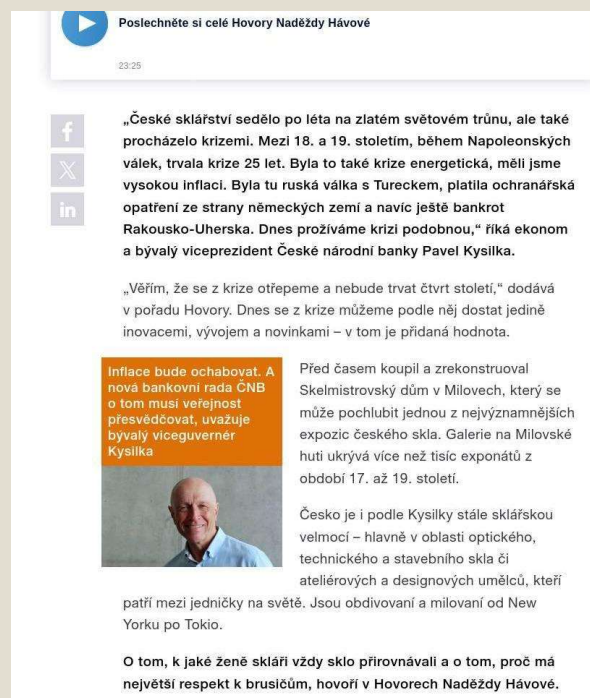 Poslechněte si celé Hovory Naděždy Hávové
23:25
„České sklářství sedělo po léta na zlatém světovém trůnu, ale také
procházelo krizemi. Mezi 18. a 19. stoletím, během Napoleonských
válek, trvala krize 25 let. Byla to také krize energetická, měli jsme
vysokou inflaci. Byla tu ruská válka s Tureckem, platila ochranářská
opatření ze strany německých zemí a navíc ještě bankrot
Rakousko-Uherska. Dnes prožíváme krizi podobnou,“ říká ekonom
a bývalý viceprezident České národní banky Pavel Kysilka.
„Věřím, že se z krize otřepeme a nebude trvat čtvrt století,“ dodává
v pořadu Hovory. Dnes se z krize můžeme podle něj dostat jedině
inovacemi, vývojem a novinkami – v tom je přidaná hodnota.
Inflace bude ochabovat. A
nová bankovní rada ČNB
o tom musí veřejnost
přesvědčovat, uvažuje
bývalý viceguvernér
Kysilka
Před časem koupil a zrekonstruoval
Skelmistrovský dům v Milovech, který se
může pochlubit jednou z nejvýznamnějších
expozic českého skla. Galerie na Milovské
huti ukrývá více než tisíc exponátů z
období 17. až 19. století.
Česko je i podle Kysilky stále sklářskou
velmocí – hlavně v oblasti optického,
technického a stavebního skla či
ateliérových a designových umělců, kteří
patří mezi jedničky na světě. Jsou obdivovaní a milovaní od New
Yorku po Tokio.
O tom, k jaké ženě skláři vždy sklo přirovnávali a o tom, proč má
největší respekt k brusičům, hovoří v Hovorech Naděždy Hávové.